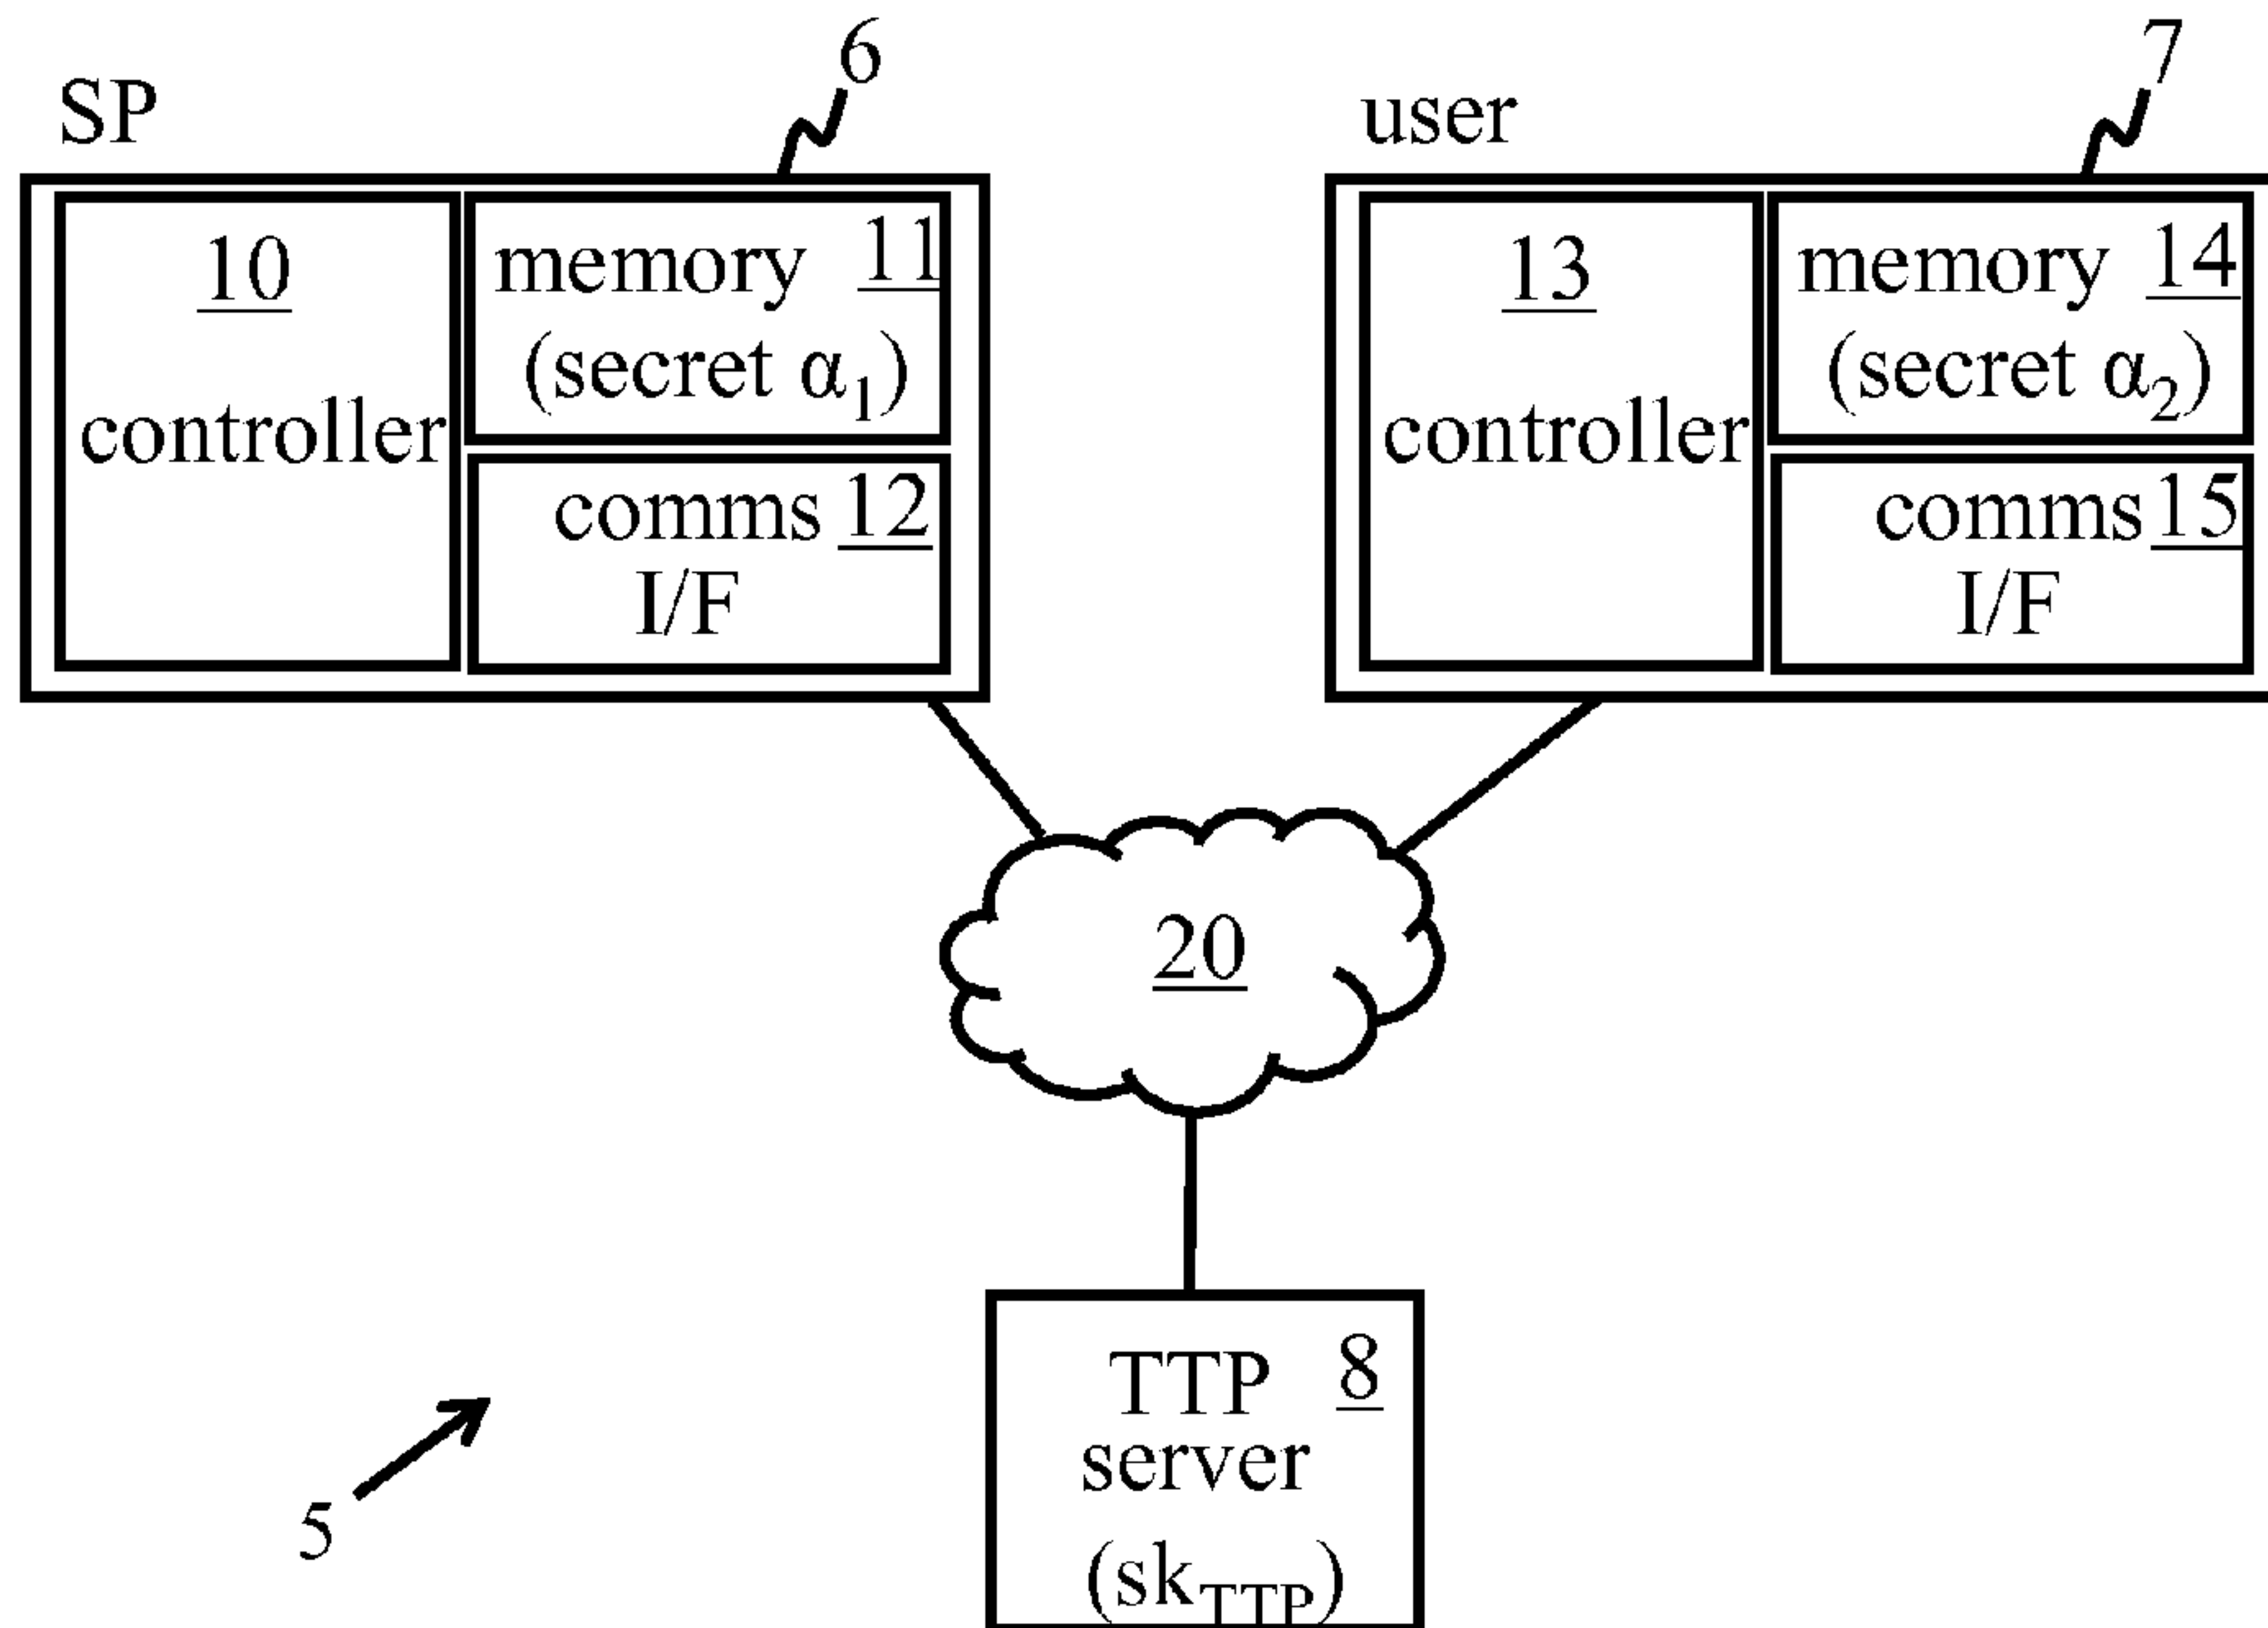 SP
6
10
controller
memory 11
(secret α₁)
comms 12
I/F
user
7
13
controller
memory 14
(secret α₂)
comms 15
I/F
20
TTP 8
server
(sk_TTP)
5